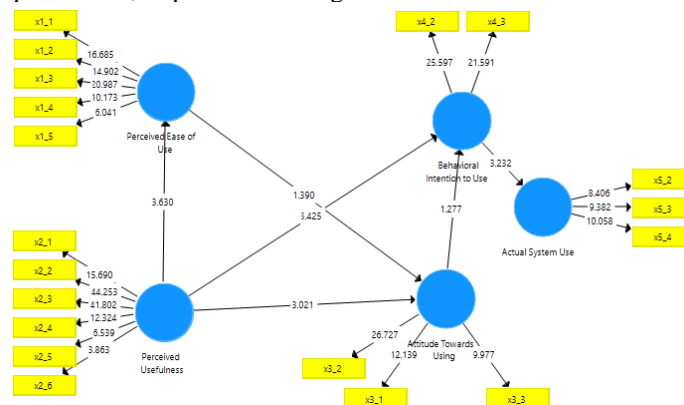 x1_1
x1_2
x1_3
x1_4
x1_5
16.685
14.902
20.987
10.173
6.041
Perceived Ease of
Use
x4_2
x4_3
25.597
21.591
Behavioral
Intention to Use
3.232
x5_2
x5_3
x5_4
8.406
9.382
10.058
Actual System Use
3.630
1.390
3.425
1.277
3.021
x2_1
x2_2
x2_3
x2_4
x2_5
x2_6
15.690
44.253
41.802
12.324
6.539
3.863
Perceived
Usefulness
Attitude Towards
Using
26.727
12.139
9.977
x3_2
x3_1
x3_3